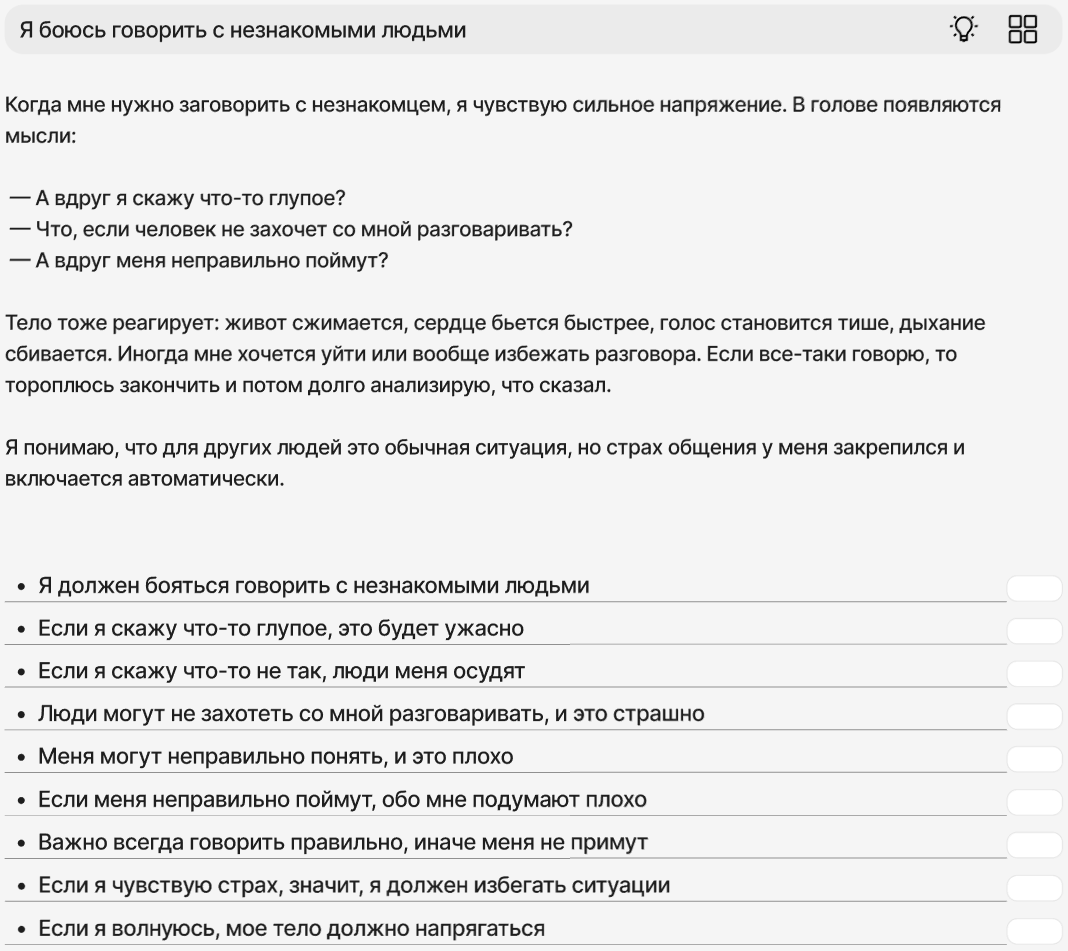 Я боюсь говорить с незнакомыми людьми
Когда мне нужно заговорить с незнакомцем, я чувствую сильное напряжение. В голове появляются
мысли:
— А вдруг я скажу что-то глупое?
— Что, если человек не захочет со мной разговаривать?
— А вдруг меня неправильно поймут?
Тело тоже реагирует: живот сжимается, сердце бьется быстрее, голос становится тише, дыхание
сбивается. Иногда мне хочется уйти или вообще избежать разговора. Если все-таки говорю, то
тороплюсь закончить и потом долго анализирую, что сказал.
Я понимаю, что для других людей это обычная ситуация, но страх общения у меня закрепился и
включается автоматически.
• Я должен бояться говорить с незнакомыми людьми
• Если я скажу что-то глупое, это будет ужасно
• Если я скажу что-то не так, люди меня осудят
• Люди могут не захотеть со мной разговаривать, и это страшно
• Меня могут неправильно понять, и это плохо
• Если меня неправильно поймут, обо мне подумают плохо
• Важно всегда говорить правильно, иначе меня не примут
• Если я чувствую страх, значит, я должен избегать ситуации
• Если я волнуюсь, мое тело должно напрягаться